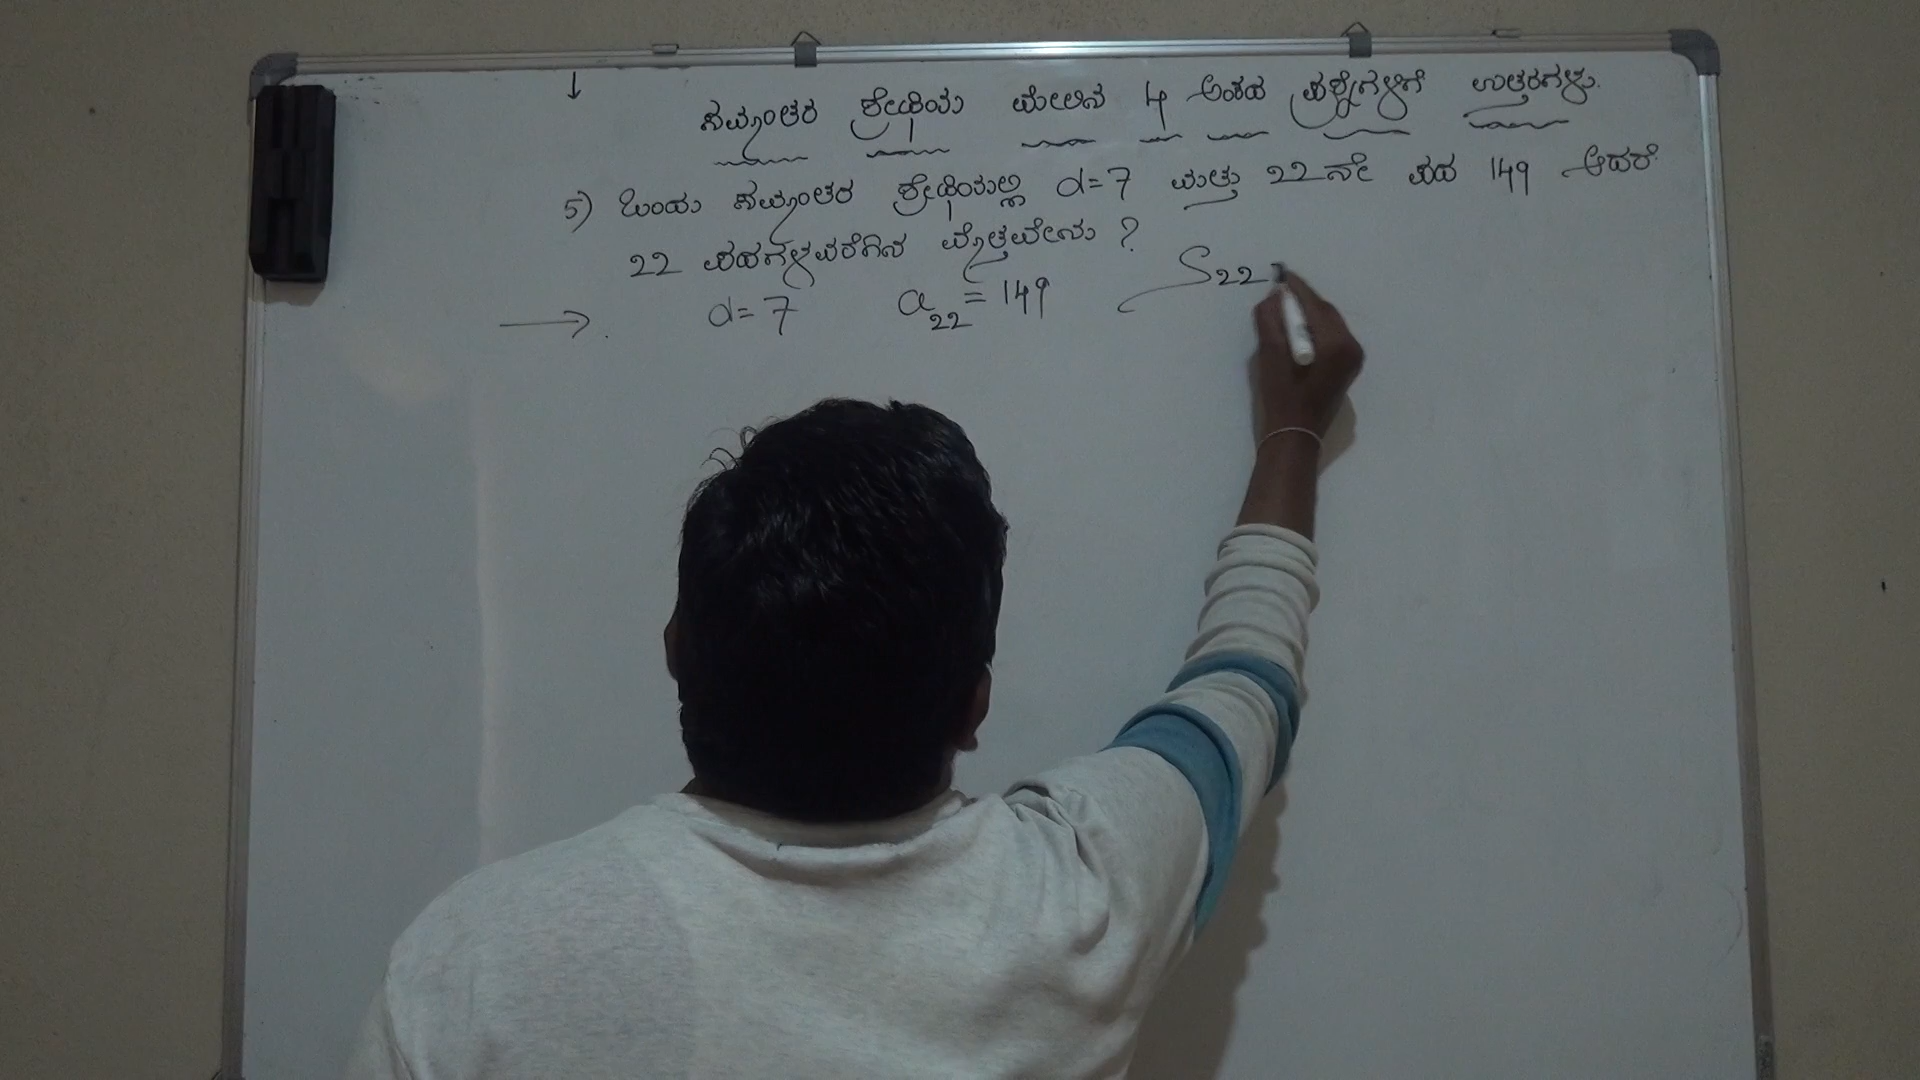 ಸಮಾಂತರ ಶ್ರೇಢಿಯ ಮೇಲಿನ 4 ಅಂಕದ ಪ್ರಶ್ನೆಗಳಿಗೆ ಉತ್ತರಗಳು.
5) ಒಂದು ಸಮಾಂತರ ಶ್ರೇಢಿಯಲ್ಲಿ d=7 ಮತ್ತು 22ನೇ ಪದ 149 ಆದರೆ
22 ಪದಗಳವರೆಗಿನ ಮೊತ್ತವೇನು ?
→ d=7 a₂₂=149 S₂₂